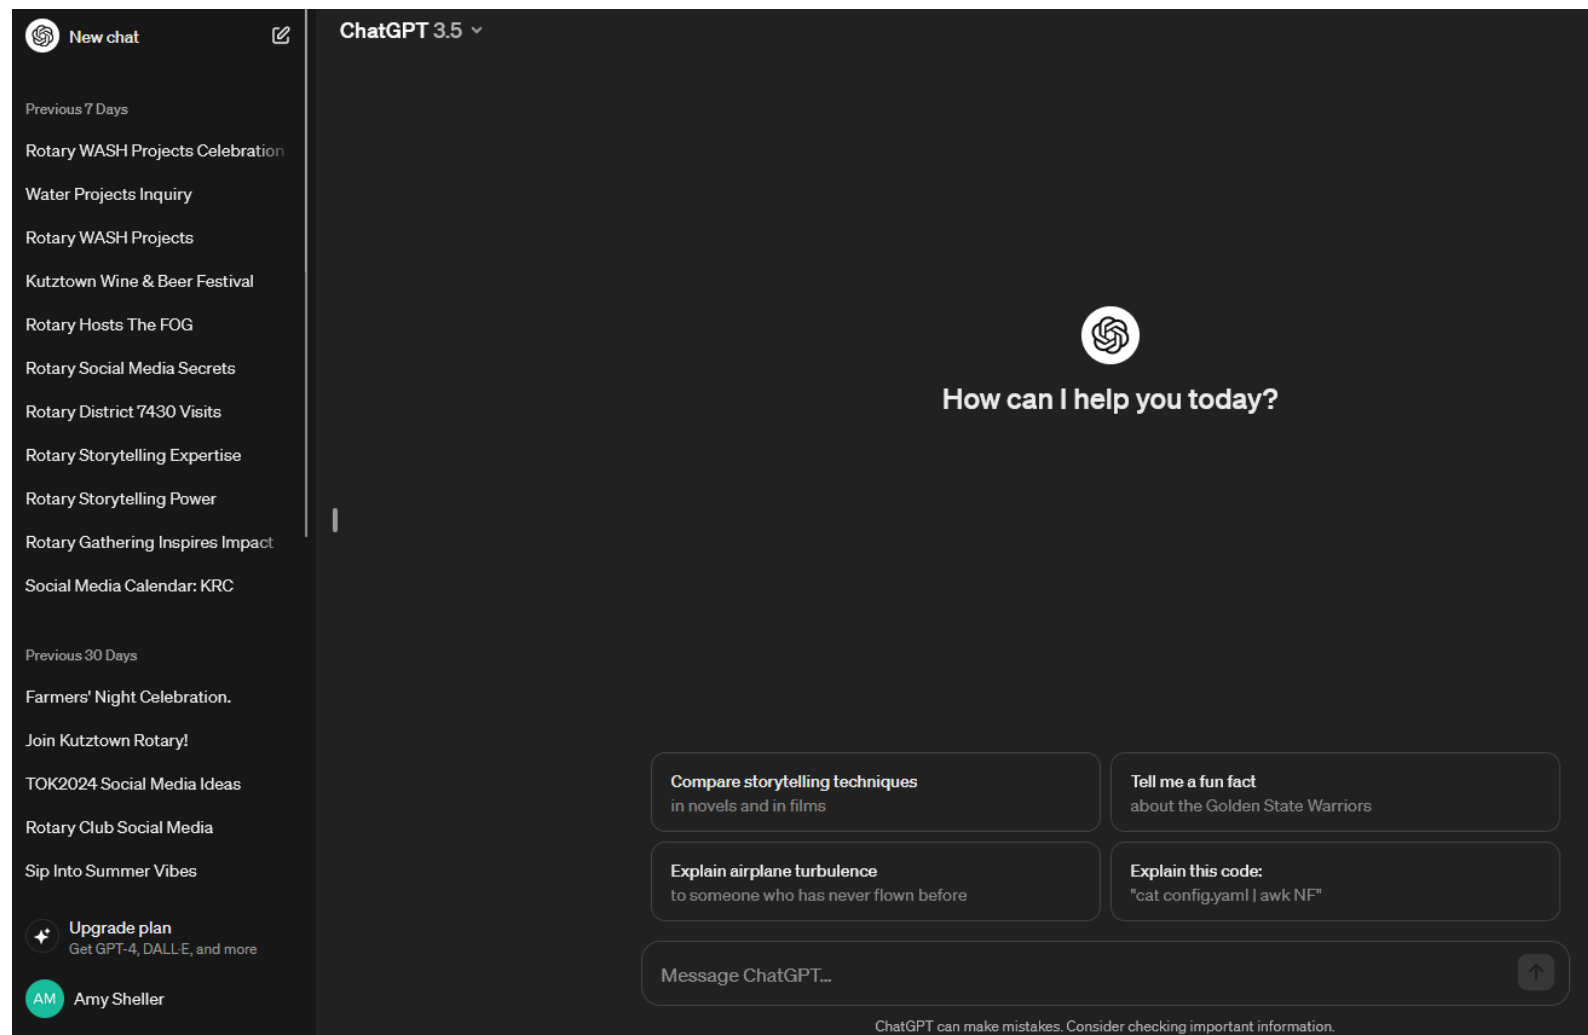 New chat
Previous 7 Days
Rotary WASH Projects Celebration
Water Projects Inquiry
Rotary WASH Projects
Kutztown Wine & Beer Festival
Rotary Hosts The FOG
Rotary Social Media Secrets
Rotary District 7430 Visits
Rotary Storytelling Expertise
Rotary Storytelling Power
Rotary Gathering Inspires Impact
Social Media Calendar: KRC
Previous 30 Days
Farmers' Night Celebration.
Join Kutztown Rotary!
TOK2024 Social Media Ideas
Rotary Club Social Media
Sip Into Summer Vibes
Upgrade plan
Get GPT-4, DALL·E, and more
AM Amy Sheller
ChatGPT 3.5
How can I help you today?
Compare storytelling techniques
in novels and in films
Tell me a fun fact
about the Golden State Warriors
Explain airplane turbulence
to someone who has never flown before
Explain this code:
"cat config.yaml | awk NF"
Message ChatGPT...
ChatGPT can make mistakes. Consider checking important information.